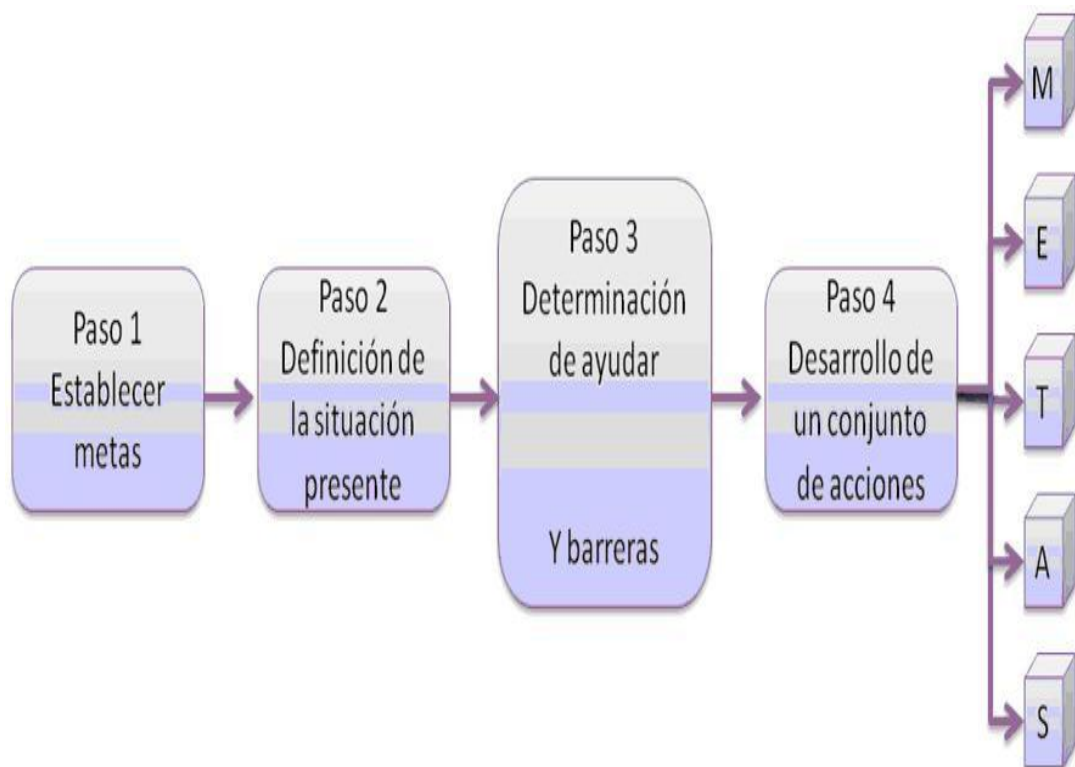 Paso 1
Establecer
metas
Paso 2
Definición de
la situación
presente
Paso 3
Determinación
de ayudar
Y barreras
Paso 4
Desarrollo de
un conjunto
de acciones
M
E
T
A
S